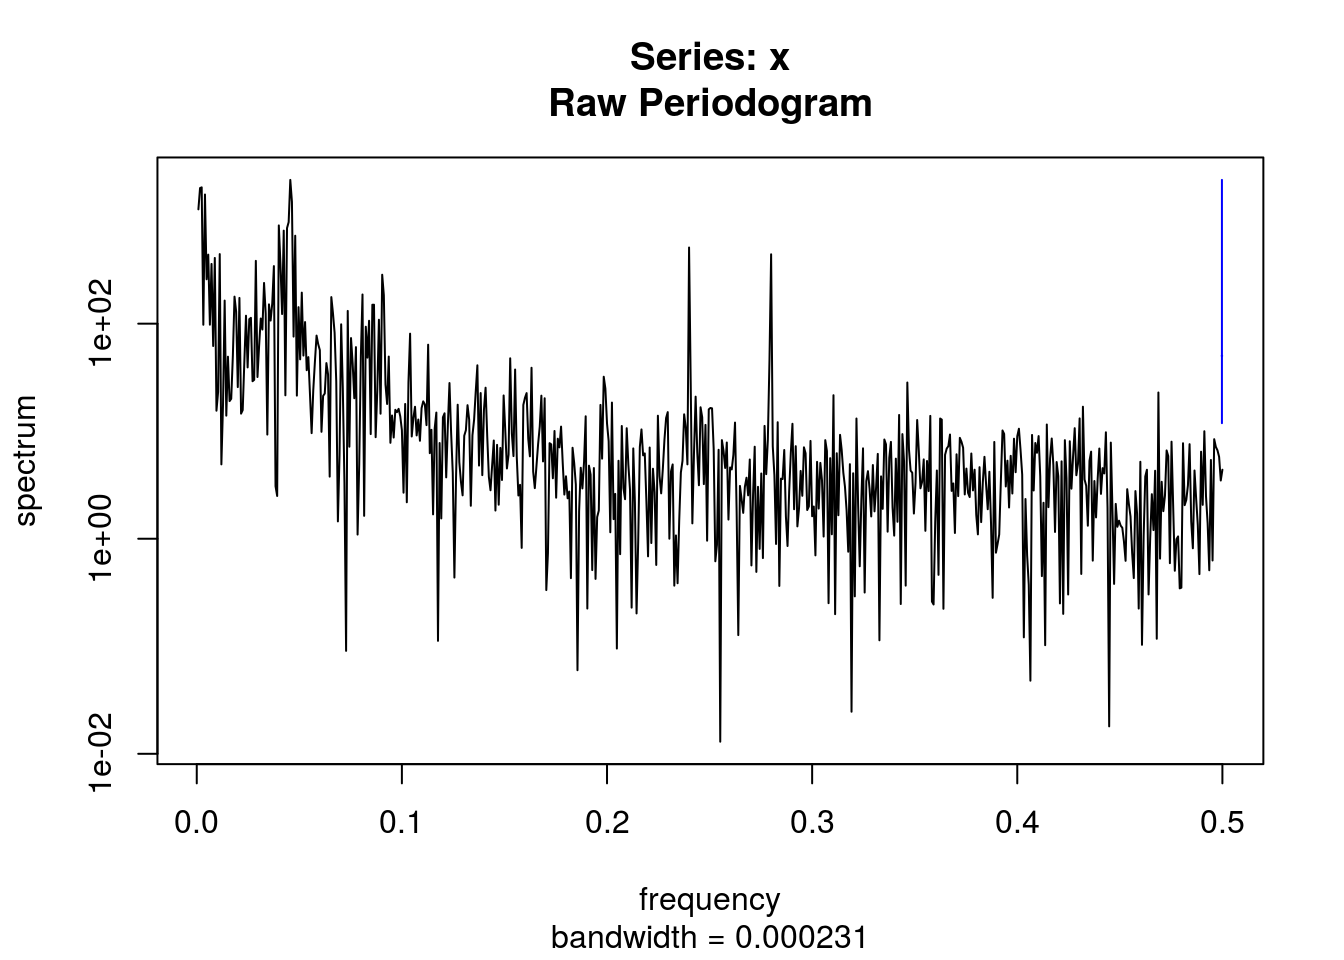 Series: x
Raw Periodogram
spectrum
1e+02
1e+00
1e-02
0.0 0.1 0.2 0.3 0.4 0.5
frequency
bandwidth = 0.000231